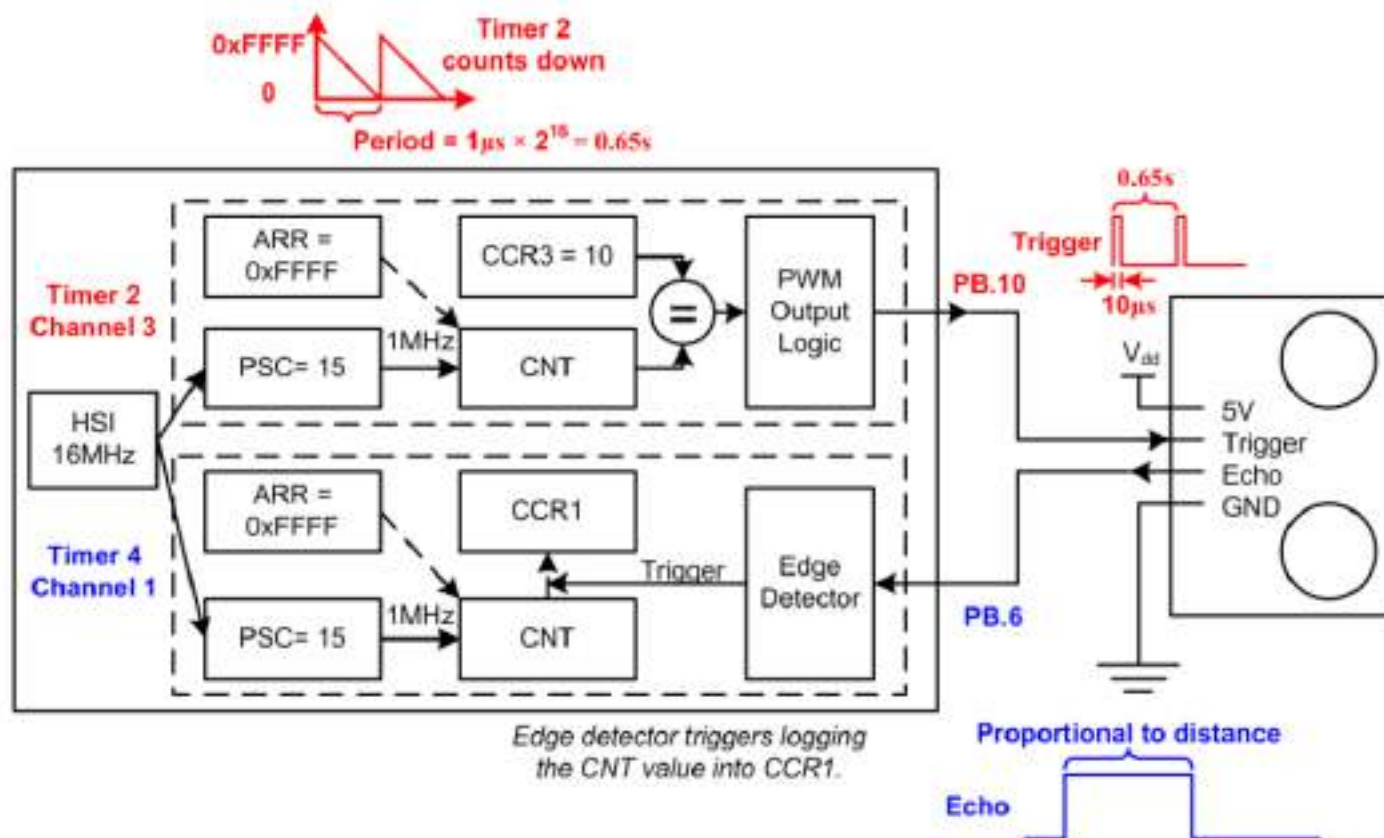 0xFFFF
0
Timer 2
counts down
Period = 1µs × 2¹⁶ = 0.65s
Timer 2
Channel 3
ARR =
0xFFFF
CCR3 = 10
PSC= 15
1MHz
CNT
=
PWM
Output
Logic
PB.10
0.65s
Trigger
10µs
HSI
16MHz
Timer 4
Channel 1
ARR =
0xFFFF
CCR1
PSC= 15
1MHz
CNT
Trigger
Edge
Detector
PB.6
Vdd
5V
Trigger
Echo
GND
Edge detector triggers logging
the CNT value into CCR1.
Proportional to distance
Echo